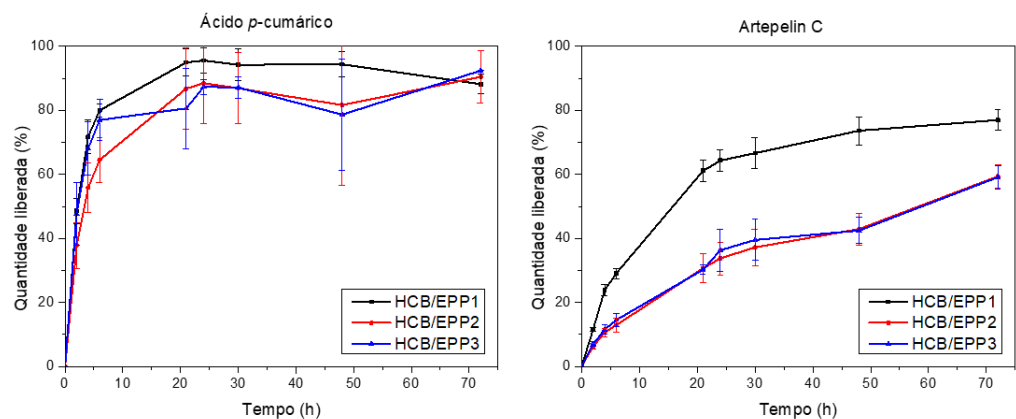 Ácido p-cumárico
100
80
60
40
20
0
Quantidade liberada (%)
HCB/EPP1
HCB/EPP2
HCB/EPP3
0 10 20 30 40 50 60 70
Tempo (h)
Artepelin C
100
80
60
40
20
0
Quantidade liberada (%)
HCB/EPP1
HCB/EPP2
HCB/EPP3
0 10 20 30 40 50 60 70
Tempo (h)